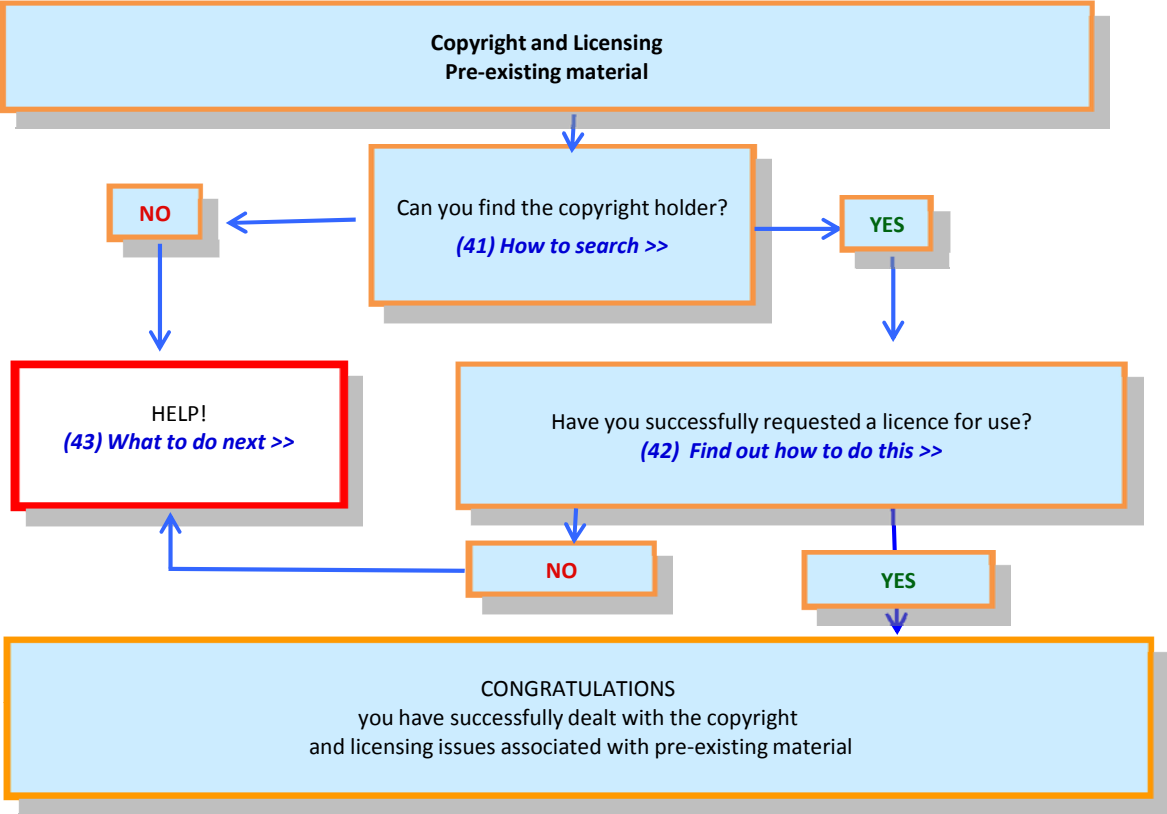 Copyright and Licensing
Pre-existing material
Can you find the copyright holder?
(41) How to search >>
NO
YES
HELP!
(43) What to do next >>
Have you successfully requested a licence for use?
(42) Find out how to do this >>
NO
YES
CONGRATULATIONS
you have successfully dealt with the copyright
and licensing issues associated with pre-existing material